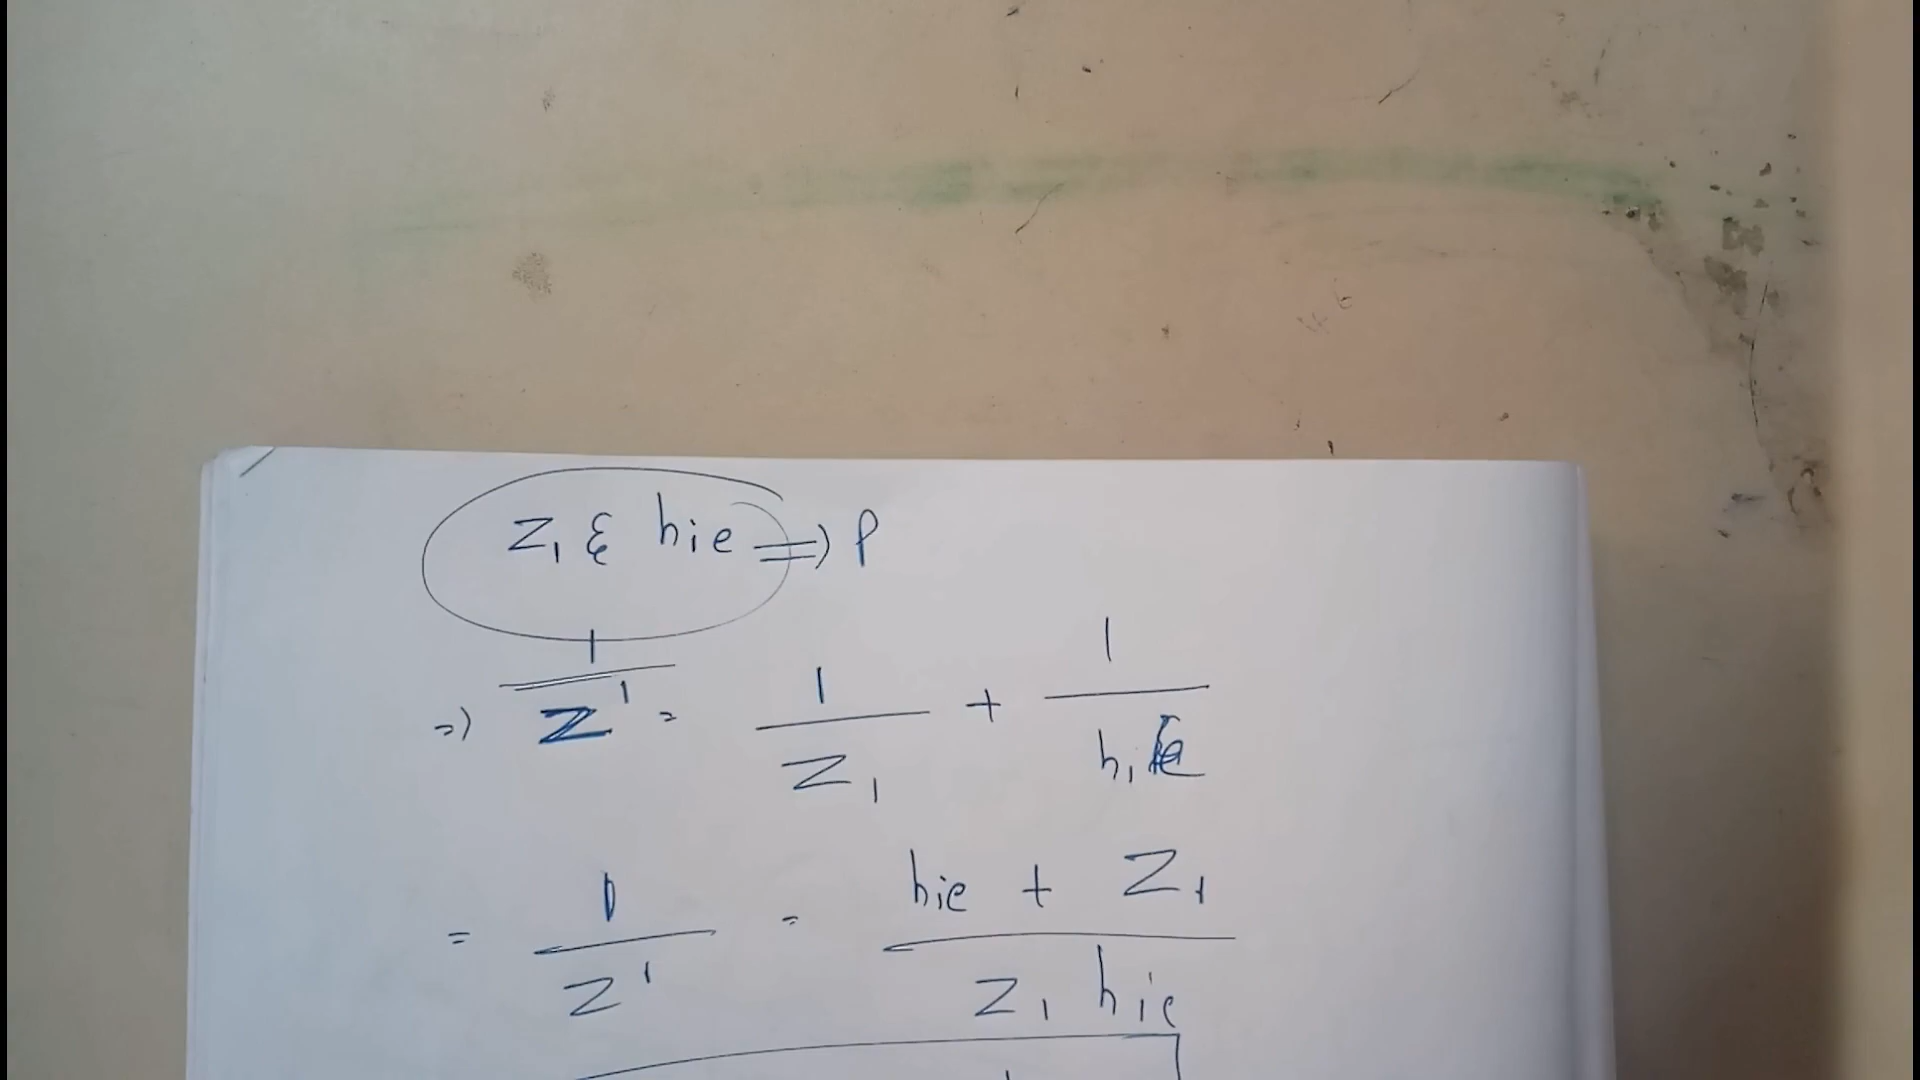 Z₁ & hie => P
=> 1/Z' = 1/Z₁ + 1/hie
= 1/Z' = hie + Z₁ / Z₁ hie